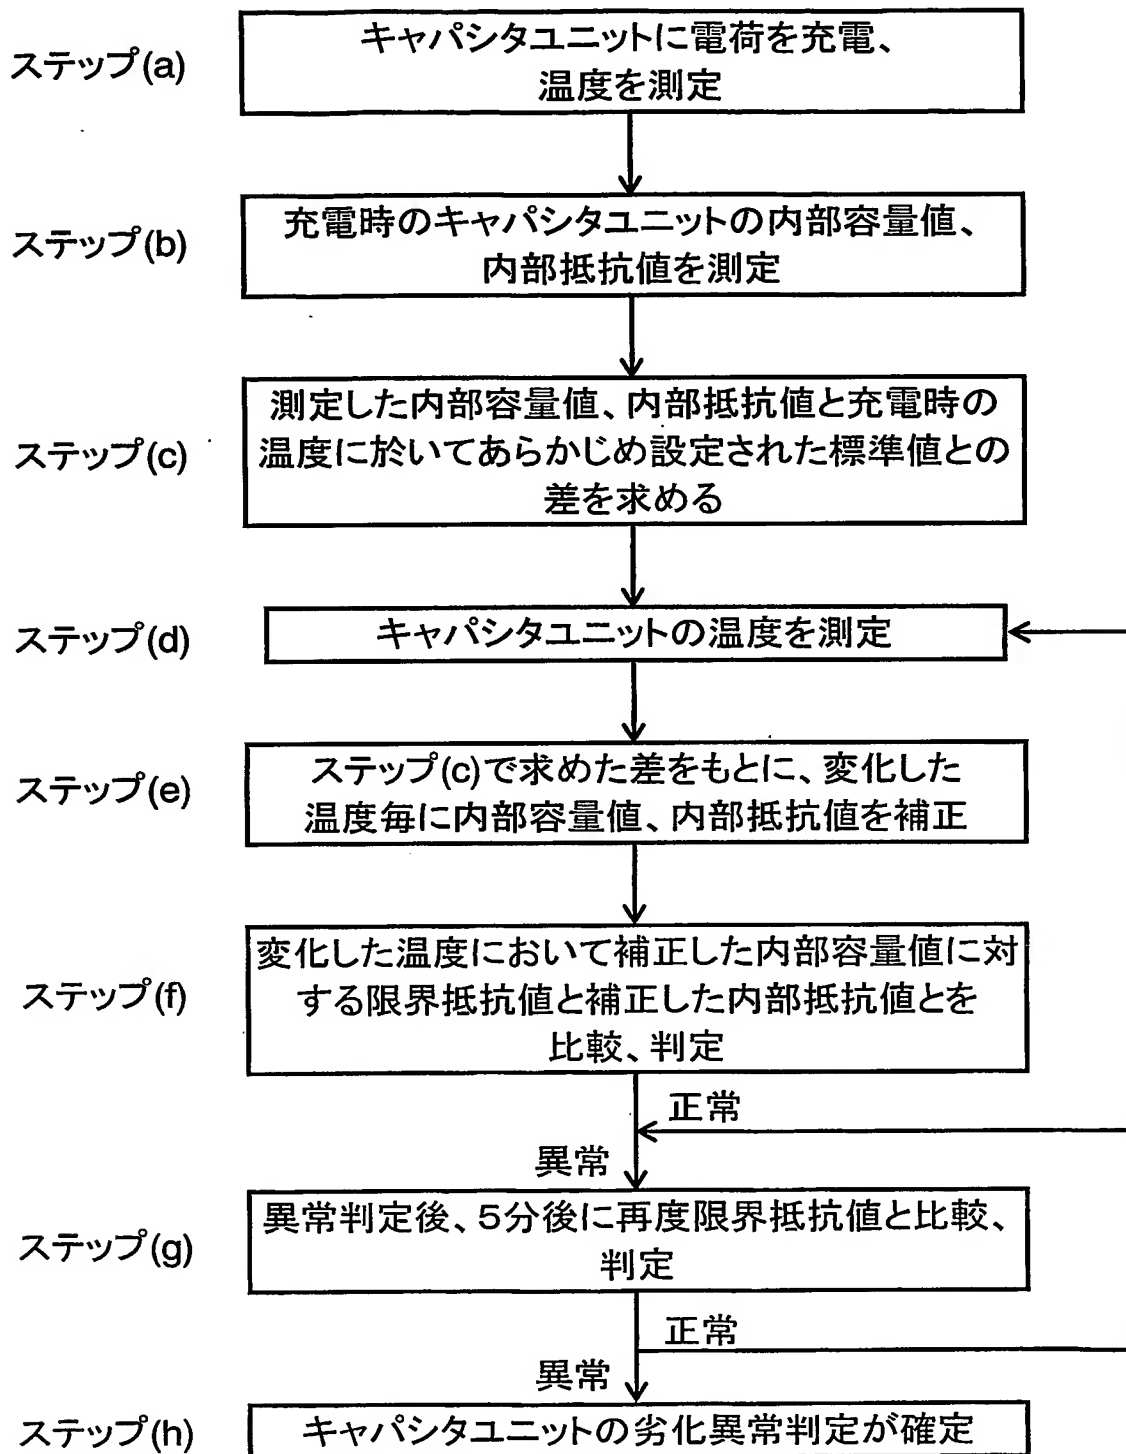 ステップ(a)
キャパシタユニットに電荷を充電、
温度を測定
ステップ(b)
充電時のキャパシタユニットの内部容量値、
内部抵抗値を測定
ステップ(c)
測定した内部容量値、内部抵抗値と充電時の
温度に於いてあらかじめ設定された標準値との
差を求める
ステップ(d)
キャパシタユニットの温度を測定
ステップ(e)
ステップ(c)で求めた差をもとに、変化した
温度毎に内部容量値、内部抵抗値を補正
ステップ(f)
変化した温度において補正した内部容量値に対
する限界抵抗値と補正した内部抵抗値とを
比較、判定
正常
異常
ステップ(g)
異常判定後、5分後に再度限界抵抗値と比較、
判定
正常
異常
ステップ(h)
キャパシタユニットの劣化異常判定が確定